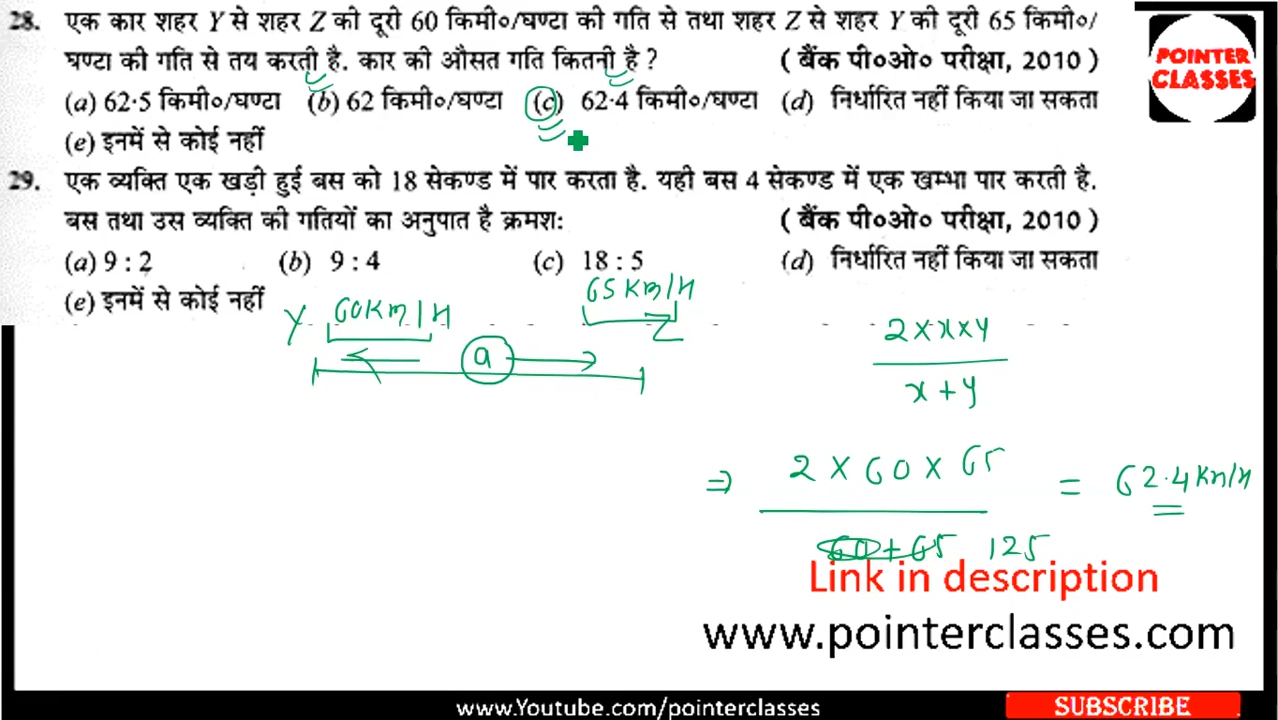 28. एक कार शहर Y से शहर Z की दूरी 60 किमी०/घण्टा की गति से तथा शहर Z से शहर Y की दूरी 65 किमी०/
घण्टा की गति से तय करती है. कार की औसत गति कितनी है ? ( बैंक पी०ओ० परीक्षा, 2010 )
(a) 62·5 किमी०/घण्टा (b) 62 किमी०/घण्टा (c) 62·4 किमी०/घण्टा (d) निर्धारित नहीं किया जा सकता
(e) इनमें से कोई नहीं
POINTER
CLASSES
29. एक व्यक्ति एक खड़ी हुई बस को 18 सेकण्ड में पार करता है. यही बस 4 सेकण्ड में एक खम्भा पार करती है.
बस तथा उस व्यक्ति की गतियों का अनुपात है क्रमश: ( बैंक पी०ओ० परीक्षा, 2010 )
(a) 9 : 2 (b) 9 : 4 (c) 18 : 5 (d) निर्धारित नहीं किया जा सकता
(e) इनमें से कोई नहीं
Y 60KM/H 65KM/H Z
a
2×x×y
x+y
⇒ 2 × 60 × 65 = 62.4KM/H
60+65 125
Link in description
www.pointerclasses.com
www.Youtube.com/pointerclasses
SUBSCRIBE